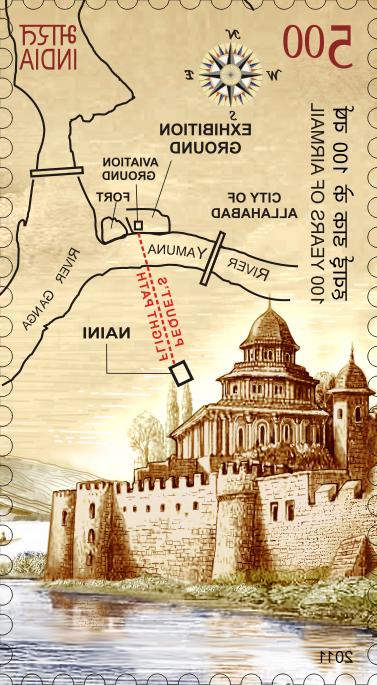 भारत
INDIA
500
N
E
W
S
EXHIBITION
GROUND
AVIATION
GROUND
FORT
CITY OF
ALLAHABAD
RIVER YAMUNA
RIVER GANGA
PEQUET'S
FLIGHT PATH
NAINI
100 YEARS OF AIRMAIL
हवाई डाक के 100 वर्ष
2011